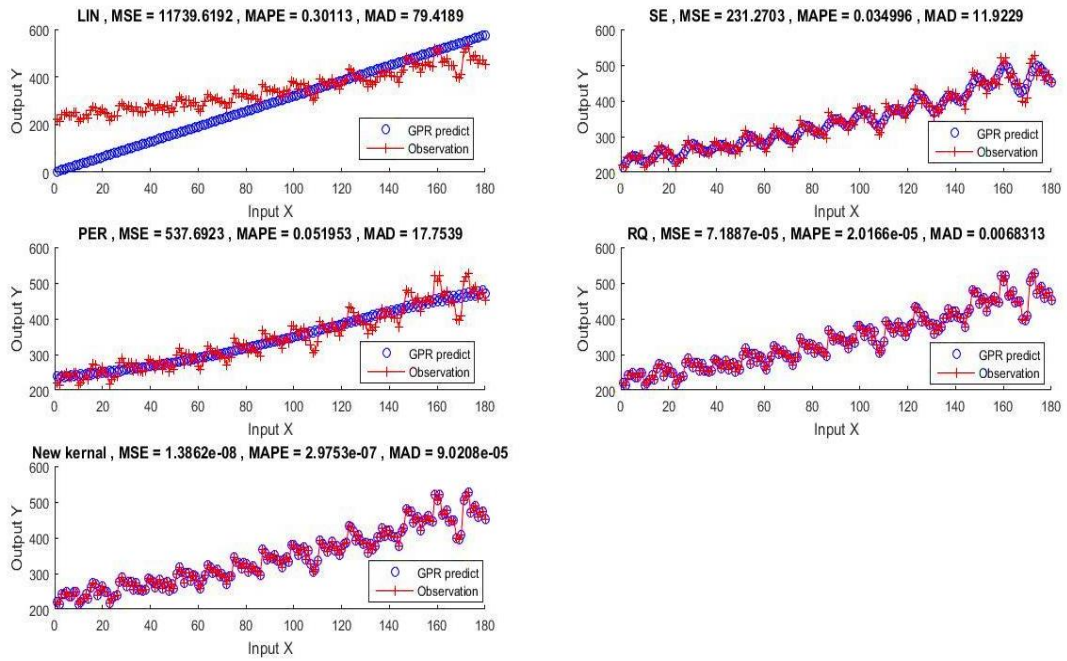 LIN , MSE = 11739.6192 , MAPE = 0.30113 , MAD = 79.4189
600
400
200
0
Output Y
GPR predict
Observation
0 20 40 60 80 100 120 140 160 180
Input X
SE , MSE = 231.2703 , MAPE = 0.034996 , MAD = 11.9229
600
500
400
300
200
Output Y
GPR predict
Observation
0 20 40 60 80 100 120 140 160 180
Input X
PER , MSE = 537.6923 , MAPE = 0.051953 , MAD = 17.7539
600
500
400
300
200
Output Y
GPR predict
Observation
0 20 40 60 80 100 120 140 160 180
Input X
RQ , MSE = 7.1887e-05 , MAPE = 2.0166e-05 , MAD = 0.0068313
600
500
400
300
200
Output Y
GPR predict
Observation
0 20 40 60 80 100 120 140 160 180
Input X
New kernal , MSE = 1.3862e-08 , MAPE = 2.9753e-07 , MAD = 9.0208e-05
600
500
400
300
200
Output Y
GPR predict
Observation
0 20 40 60 80 100 120 140 160 180
Input X